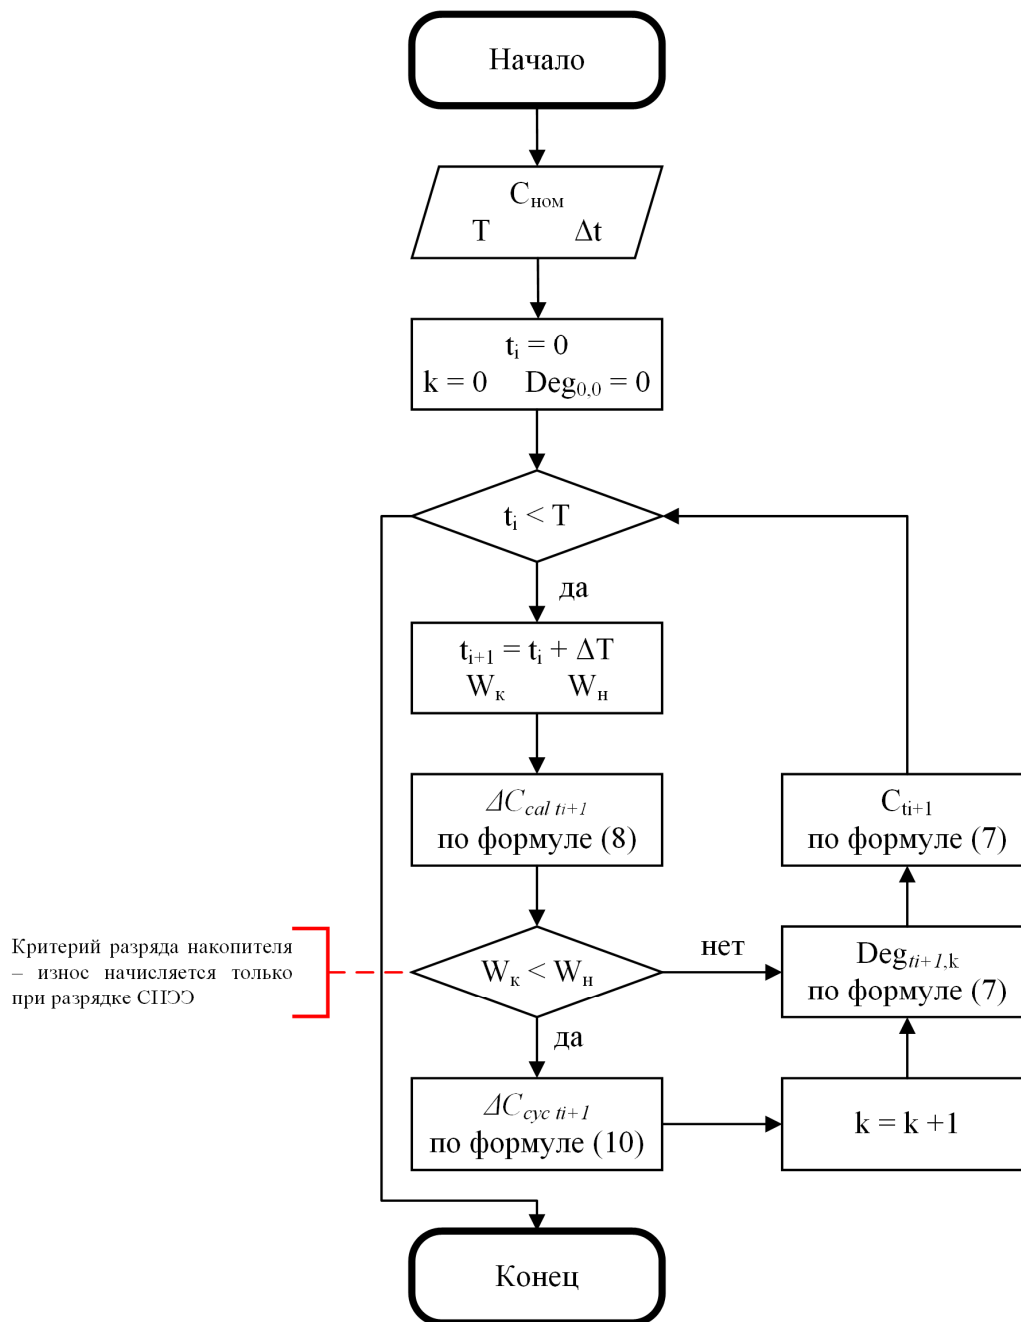 Начало
Cном
T Δt
ti = 0
k = 0 Deg0,0 = 0
ti < T
да
ti+1 = ti + ΔT
Wк Wн
ΔCcal ti+1
по формуле (8)
Cti+1
по формуле (7)
Критерий разряда накопителя
– износ начисляется только
при разрядке СНЭЭ
Wк < Wн
нет
Degti+1,k
по формуле (7)
да
ΔCcyc ti+1
по формуле (10)
k = k +1
Конец